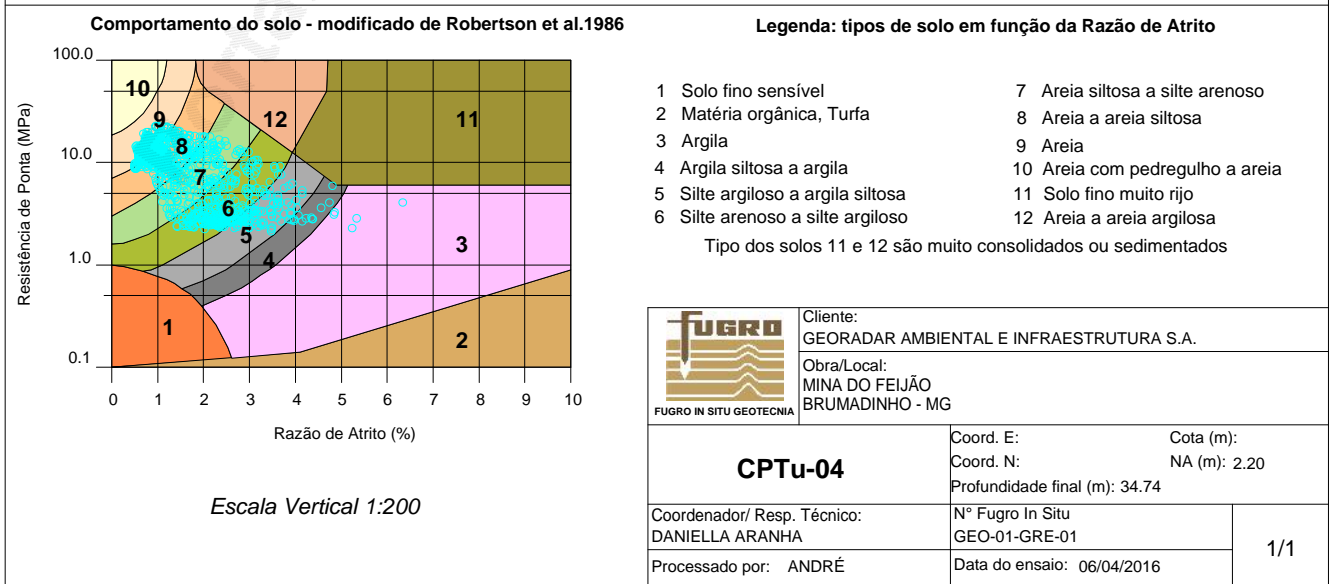 Comportamento do solo - modificado de Robertson et al.1986
100.0
10.0
1.0
0.1
Resistência de Ponta (MPa)
10
9
8
7
6
5
4
12
11
3
1
2
0 1 2 3 4 5 6 7 8 9 10
Razão de Atrito (%)
Escala Vertical 1:200
Legenda: tipos de solo em função da Razão de Atrito
1 Solo fino sensível
2 Matéria orgânica, Turfa
3 Argila
4 Argila siltosa a argila
5 Silte argiloso a argila siltosa
6 Silte arenoso a silte argiloso
7 Areia siltosa a silte arenoso
8 Areia a areia siltosa
9 Areia
10 Areia com pedregulho a areia
11 Solo fino muito rijo
12 Areia a areia argilosa
Tipo dos solos 11 e 12 são muito consolidados ou sedimentados
FUGRO
FUGRO IN SITU GEOTECNIA
Cliente:
GEORADAR AMBIENTAL E INFRAESTRUTURA S.A.
Obra/Local:
MINA DO FEIJÃO
BRUMADINHO - MG
CPTu-04
Coord. E: Cota (m):
Coord. N: NA (m): 2.20
Profundidade final (m): 34.74
Coordenador/ Resp. Técnico:
DANIELLA ARANHA
N° Fugro In Situ
GEO-01-GRE-01
1/1
Processado por: ANDRÉ
Data do ensaio: 06/04/2016